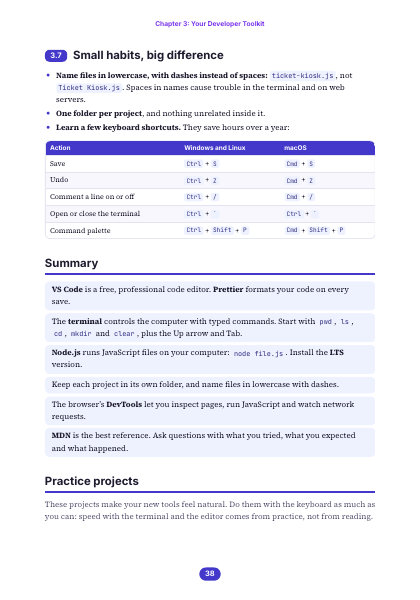 Chapter 3: Your Developer Toolkit
3.7 Small habits, big difference
• Name files in lowercase, with dashes instead of spaces: ticket-kiosk.js, not
Ticket Kiosk.js. Spaces in names cause trouble in the terminal and on web
servers.
• One folder per project, and nothing unrelated inside it.
• Learn a few keyboard shortcuts. They save hours over a year:
Action Windows and Linux macOS
Save Ctrl + S Cmd + S
Undo Ctrl + Z Cmd + Z
Comment a line on or off Ctrl + / Cmd + /
Open or close the terminal Ctrl + ` Ctrl + `
Command palette Ctrl + Shift + P Cmd + Shift + P
Summary
VS Code is a free, professional code editor. Prettier formats your code on every
save.
The terminal controls the computer with typed commands. Start with pwd, ls,
cd, mkdir and clear, plus the Up arrow and Tab.
Node.js runs JavaScript files on your computer: node file.js. Install the LTS
version.
Keep each project in its own folder, and name files in lowercase with dashes.
The browser's DevTools let you inspect pages, run JavaScript and watch network
requests.
MDN is the best reference. Ask questions with what you tried, what you expected
and what happened.
Practice projects
These projects make your new tools feel natural. Do them with the keyboard as much as
you can: speed with the terminal and the editor comes from practice, not from reading.
38